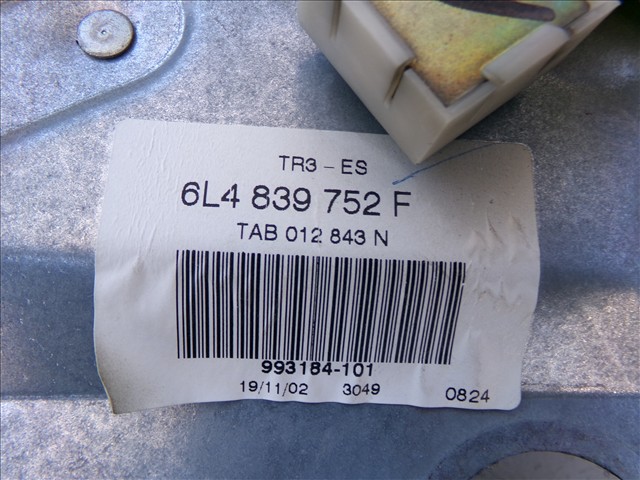 TR3 - ES
6L4 839 752 F
TAB 012 843 N
993184-101
19/11/02 3049 0824